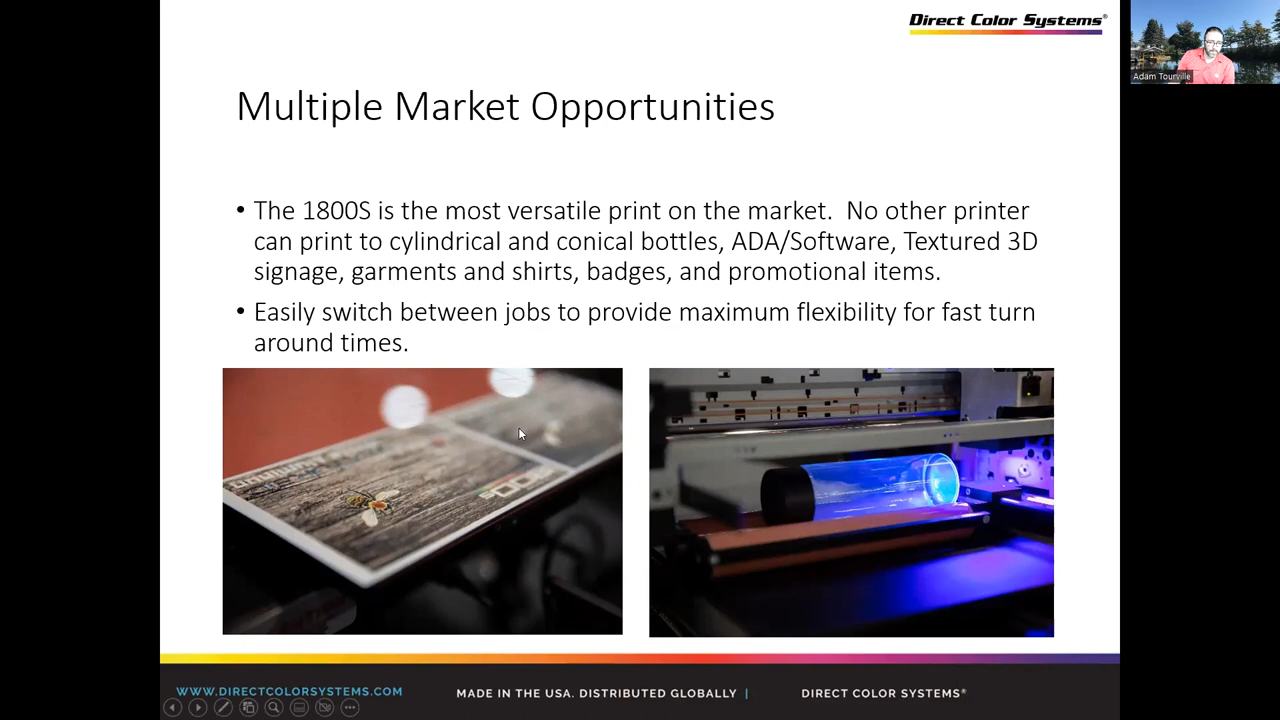 Direct Color Systems®
Adam Tourville
Multiple Market Opportunities
• The 1800S is the most versatile print on the market.  No other printer
can print to cylindrical and conical bottles, ADA/Software, Textured 3D
signage, garments and shirts, badges, and promotional items.
• Easily switch between jobs to provide maximum flexibility for fast turn
around times.
WWW.DIRECTCOLORSYSTEMS.COM
MADE IN THE USA. DISTRIBUTED GLOBALLY |
DIRECT COLOR SYSTEMS®